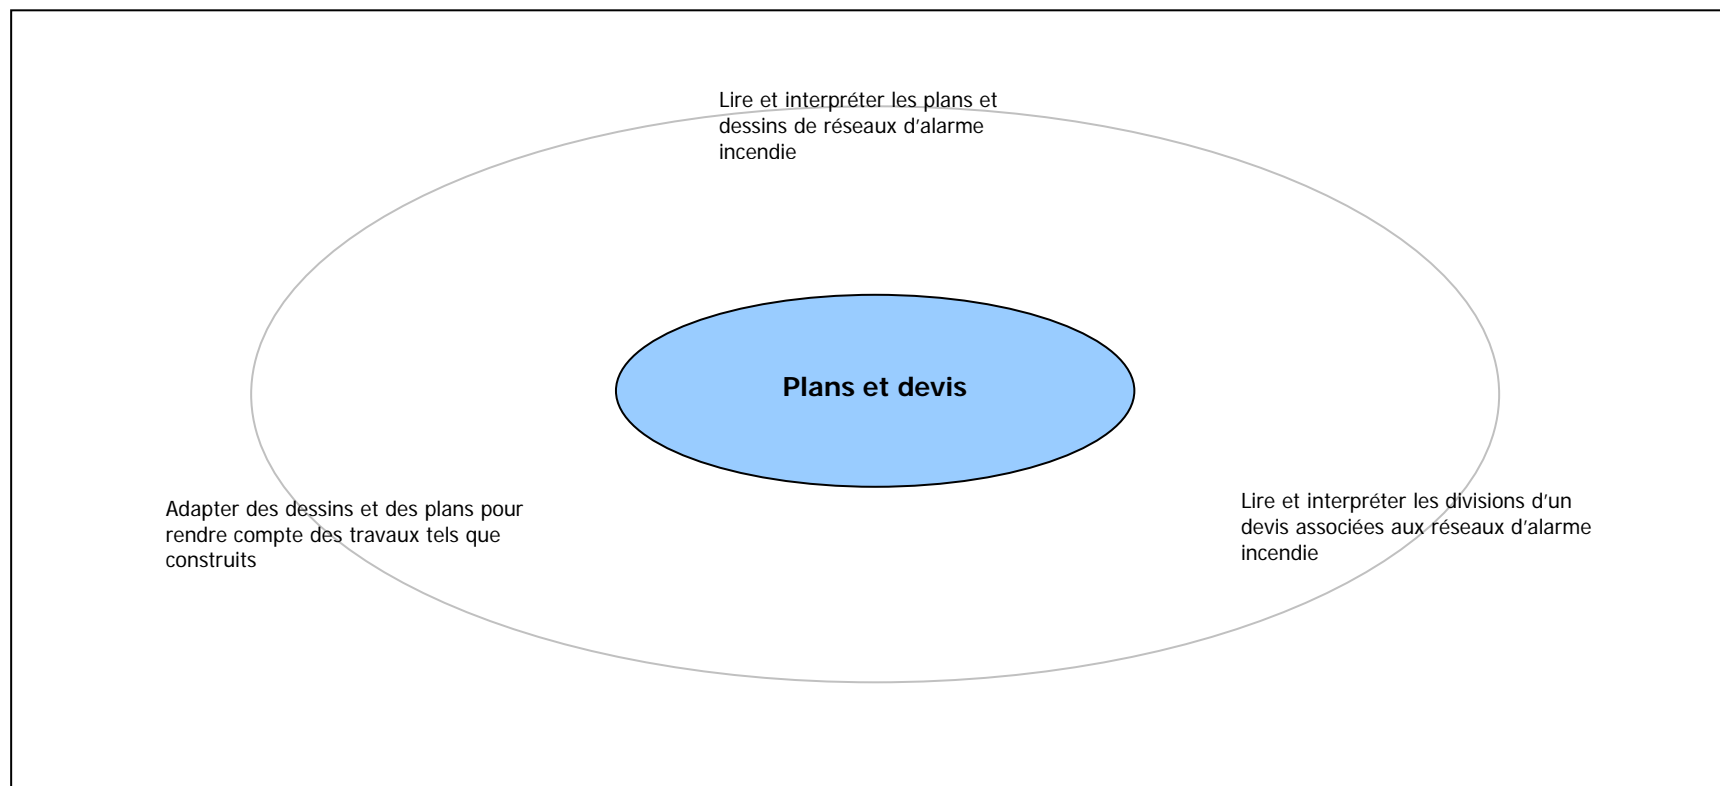 Lire et interpréter les plans et
dessins de réseaux d'alarme
incendie
Plans et devis
Adapter des dessins et des plans pour
rendre compte des travaux tels que
construits
Lire et interpréter les divisions d'un
devis associées aux réseaux d'alarme
incendie